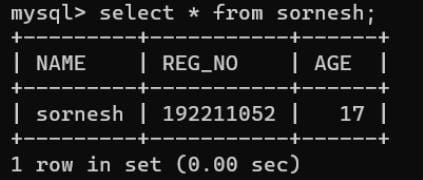 mysql> select * from sornesh;
+---------+-----------+------+
| NAME    | REG_NO    | AGE  |
+---------+-----------+------+
| sornesh | 192211052 |   17 |
+---------+-----------+------+
1 row in set (0.00 sec)